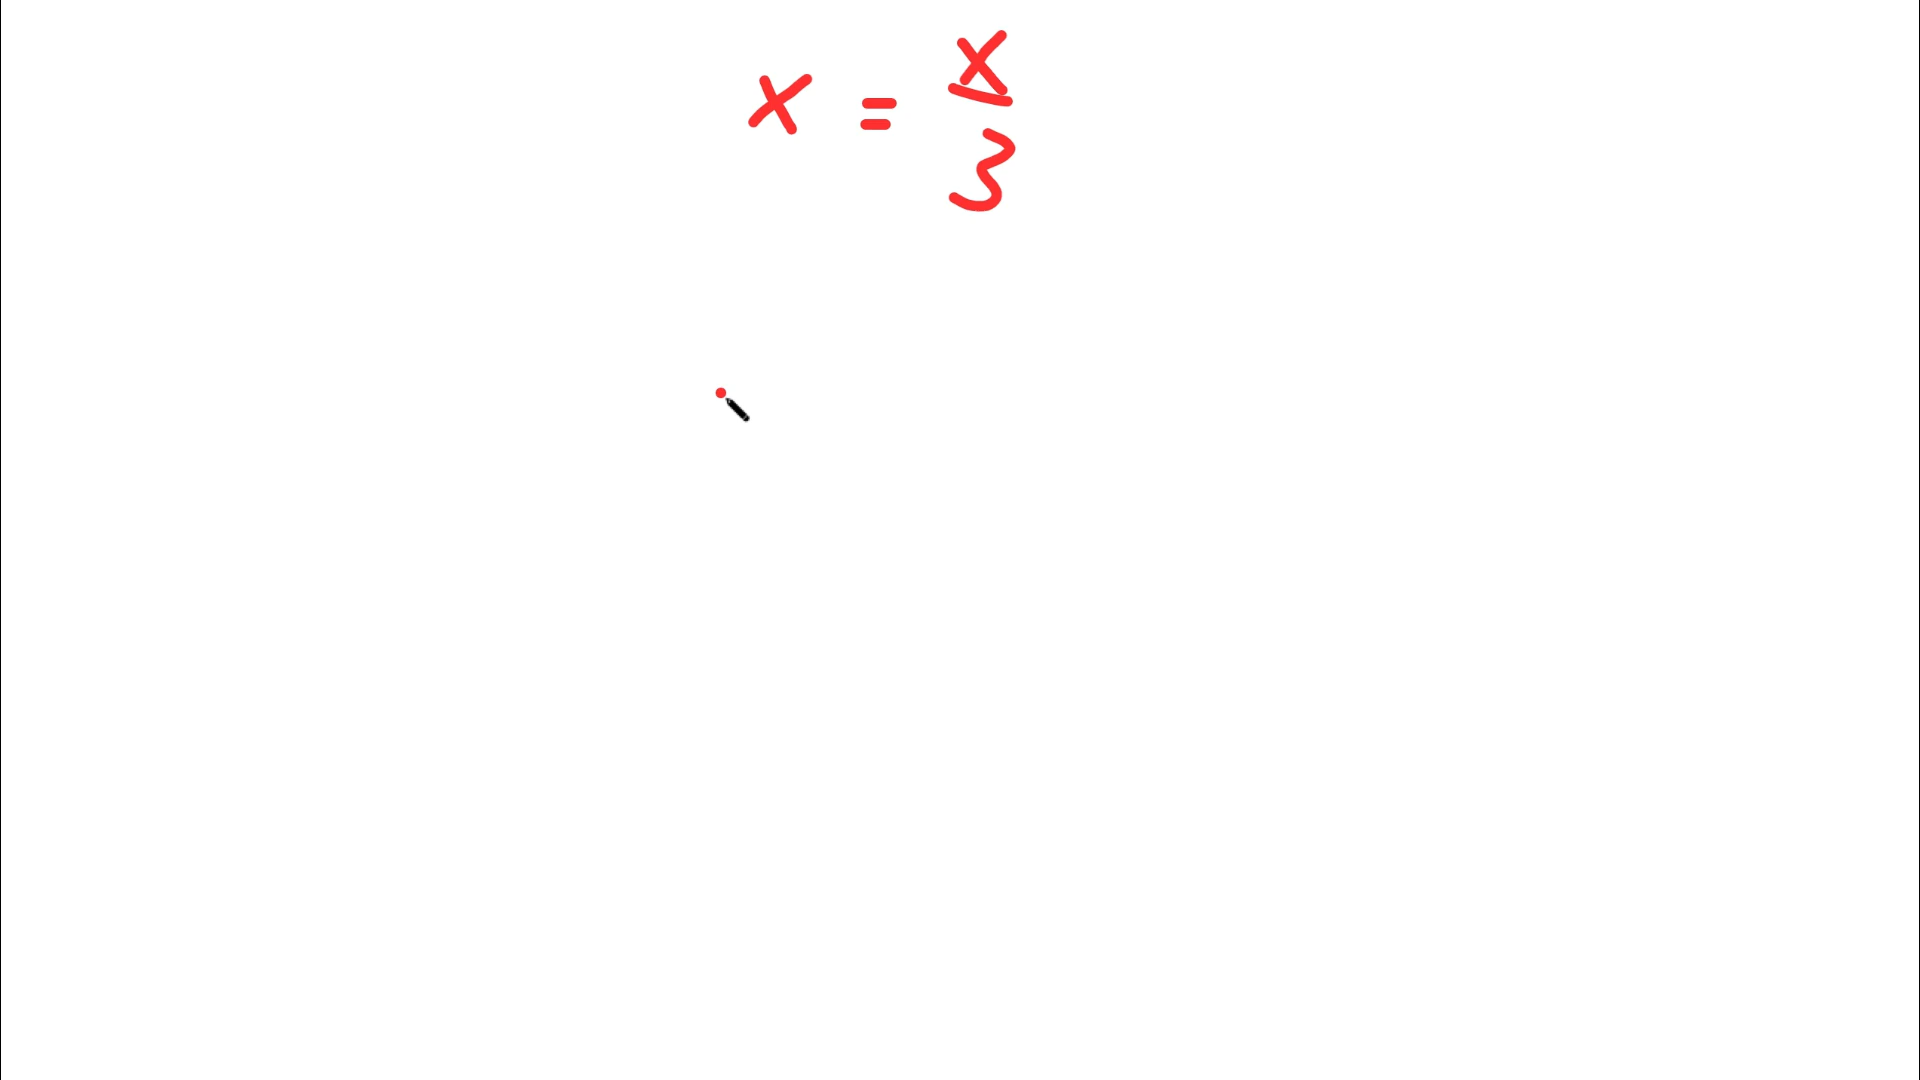 x = x/3